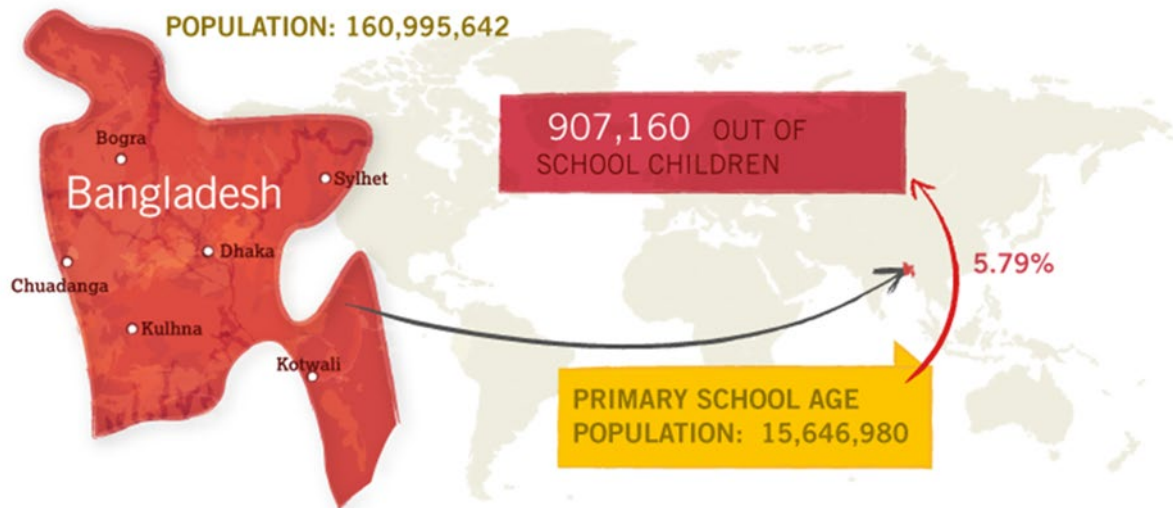 POPULATION: 160,995,642
907,160 OUT OF
SCHOOL CHILDREN
Bogra
Bangladesh
Sylhet
Dhaka
Chuadanga
Kulhna
Kotwali
5.79%
PRIMARY SCHOOL AGE
POPULATION: 15,646,980